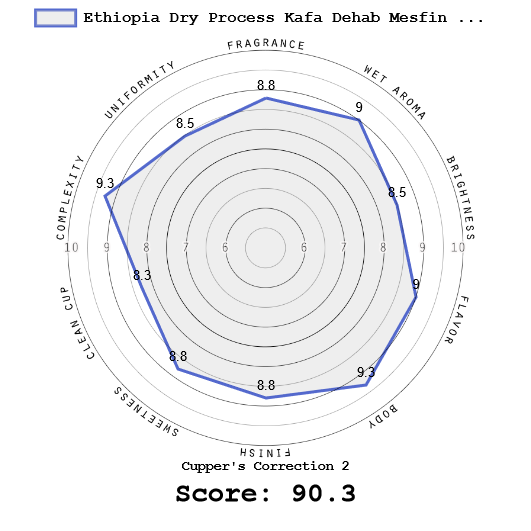 Ethiopia Dry Process Kafa Dehab Mesfin ...
FRAGRANCE
WET AROMA
BRIGHTNESS
FLAVOR
BODY
FINISH
SWEETNESS
CLEAN CUP
COMPLEXITY
UNIFORMITY
8.8
9
8.5
9
9.3
8.8
8.8
8.3
9.3
8.5
10 9 8 7 6 6 7 8 9 10
Cupper's Correction 2
Score: 90.3